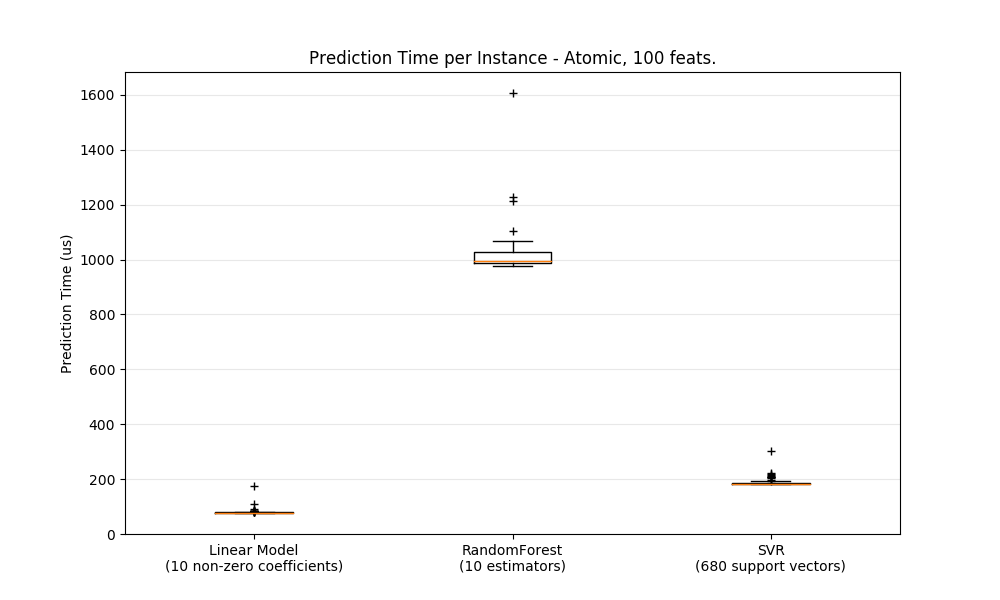 Prediction Time per Instance - Atomic, 100 feats.
1600
1400
1200
1000
800
600
400
200
0
Prediction Time (us)
Linear Model
(10 non-zero coefficients)
RandomForest
(10 estimators)
SVR
(680 support vectors)